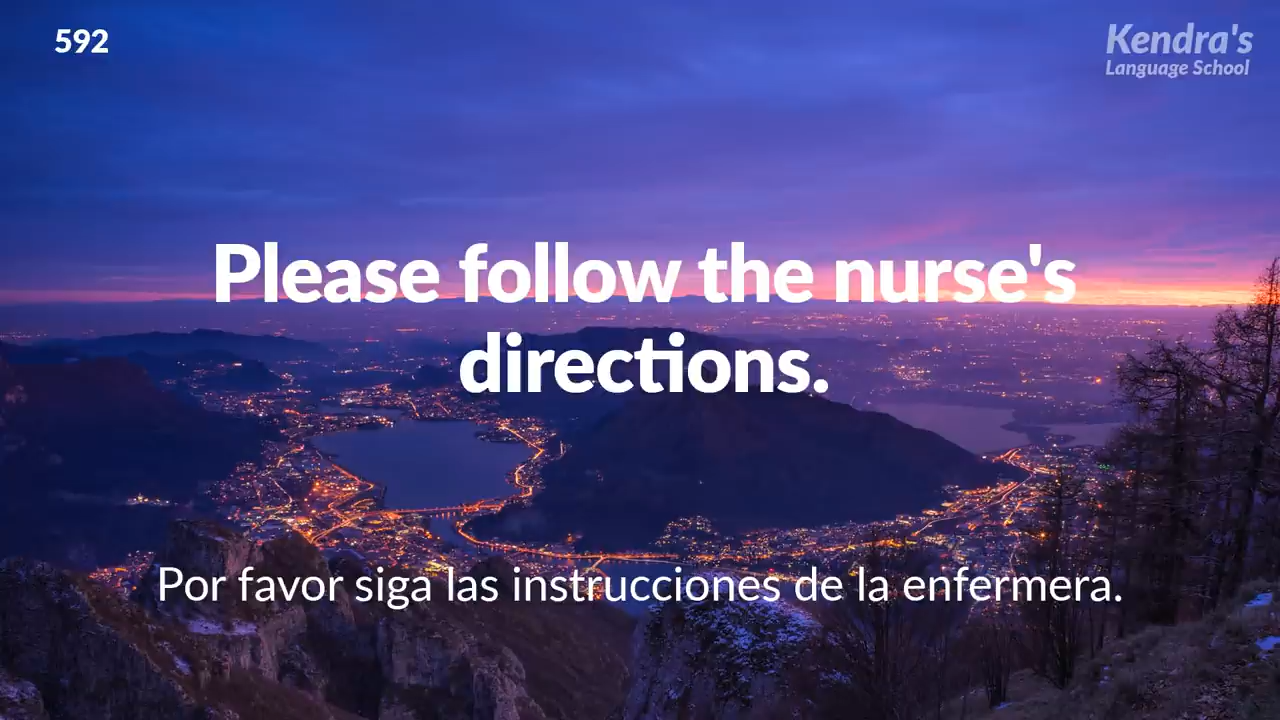 592
Kendra's
Language School
Please follow the nurse's
directions.
Por favor siga las instrucciones de la enfermera.